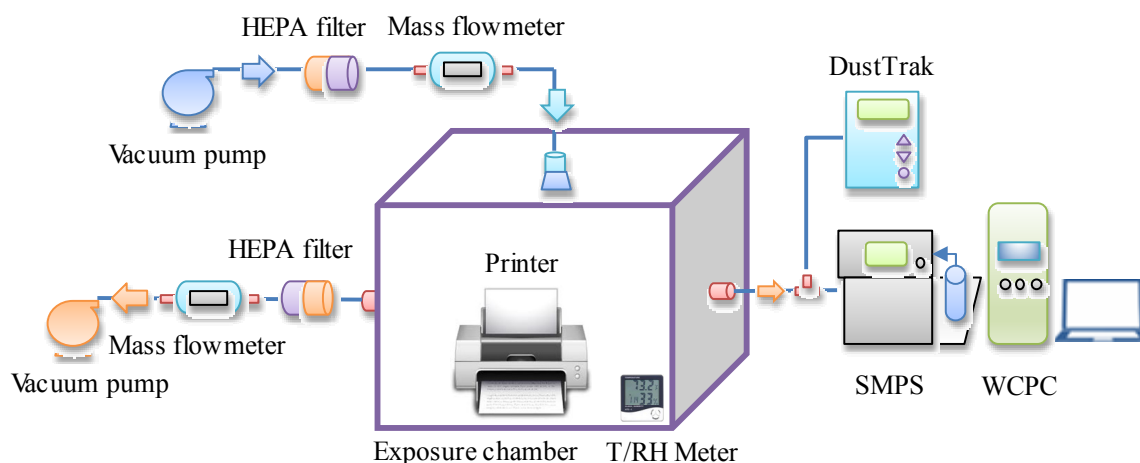 HEPA filter
Mass flowmeter
DustTrak
Vacuum pump
HEPA filter
Printer
Mass flowmeter
Vacuum pump
SMPS
WCPC
Exposure chamber
T/RH Meter